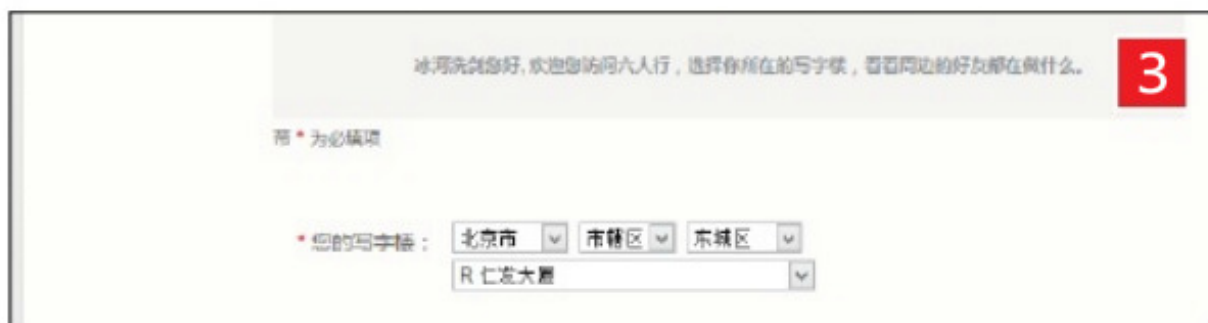 冰河洗剑您好,欢迎您访问六人行，选择你所在的写字楼，看看周边的好友都在做什么。
3
带 * 为必填项
* 您的写字楼：
北京市 市辖区 东城区
R 仁发大厦